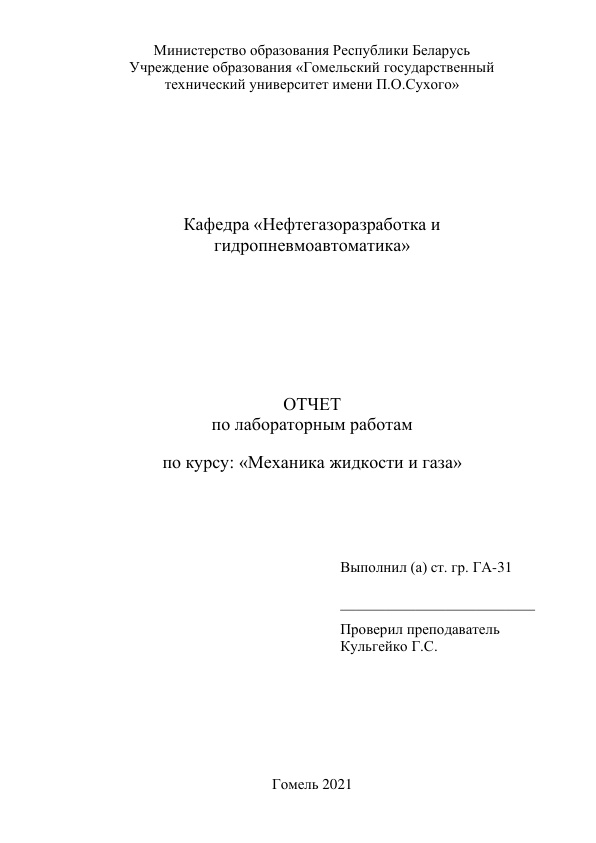 Министерство образования Республики Беларусь
Учреждение образования «Гомельский государственный
технический университет имени П.О.Сухого»
Кафедра «Нефтегазоразработка и
гидропневмоавтоматика»
ОТЧЕТ
по лабораторным работам
по курсу: «Механика жидкости и газа»
Выполнил (а) ст. гр. ГА-31
Проверил преподаватель
Кульгейко Г.С.
Гомель 2021